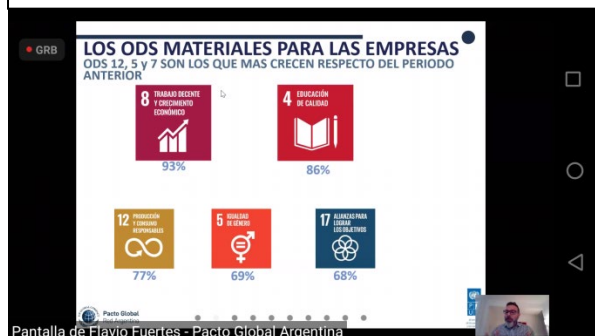 GRB
LOS ODS MATERIALES PARA LAS EMPRESAS
ODS 12, 5 y 7 SON LOS QUE MAS CRECEN RESPECTO DEL PERIODO
ANTERIOR
8 TRABAJO DECENTE
Y CRECIMIENTO
ECONÓMICO
4 EDUCACIÓN
DE CALIDAD
93%
86%
12 PRODUCCIÓN
Y CONSUMO
RESPONSABLES
5 IGUALDAD
DE GÉNERO
17 ALIANZAS PARA
LOGRAR
LOS OBJETIVOS
77%
69%
68%
Pacto Global
Red Argentina
Pantalla de Flavio Fuertes - Pacto Global Argentina